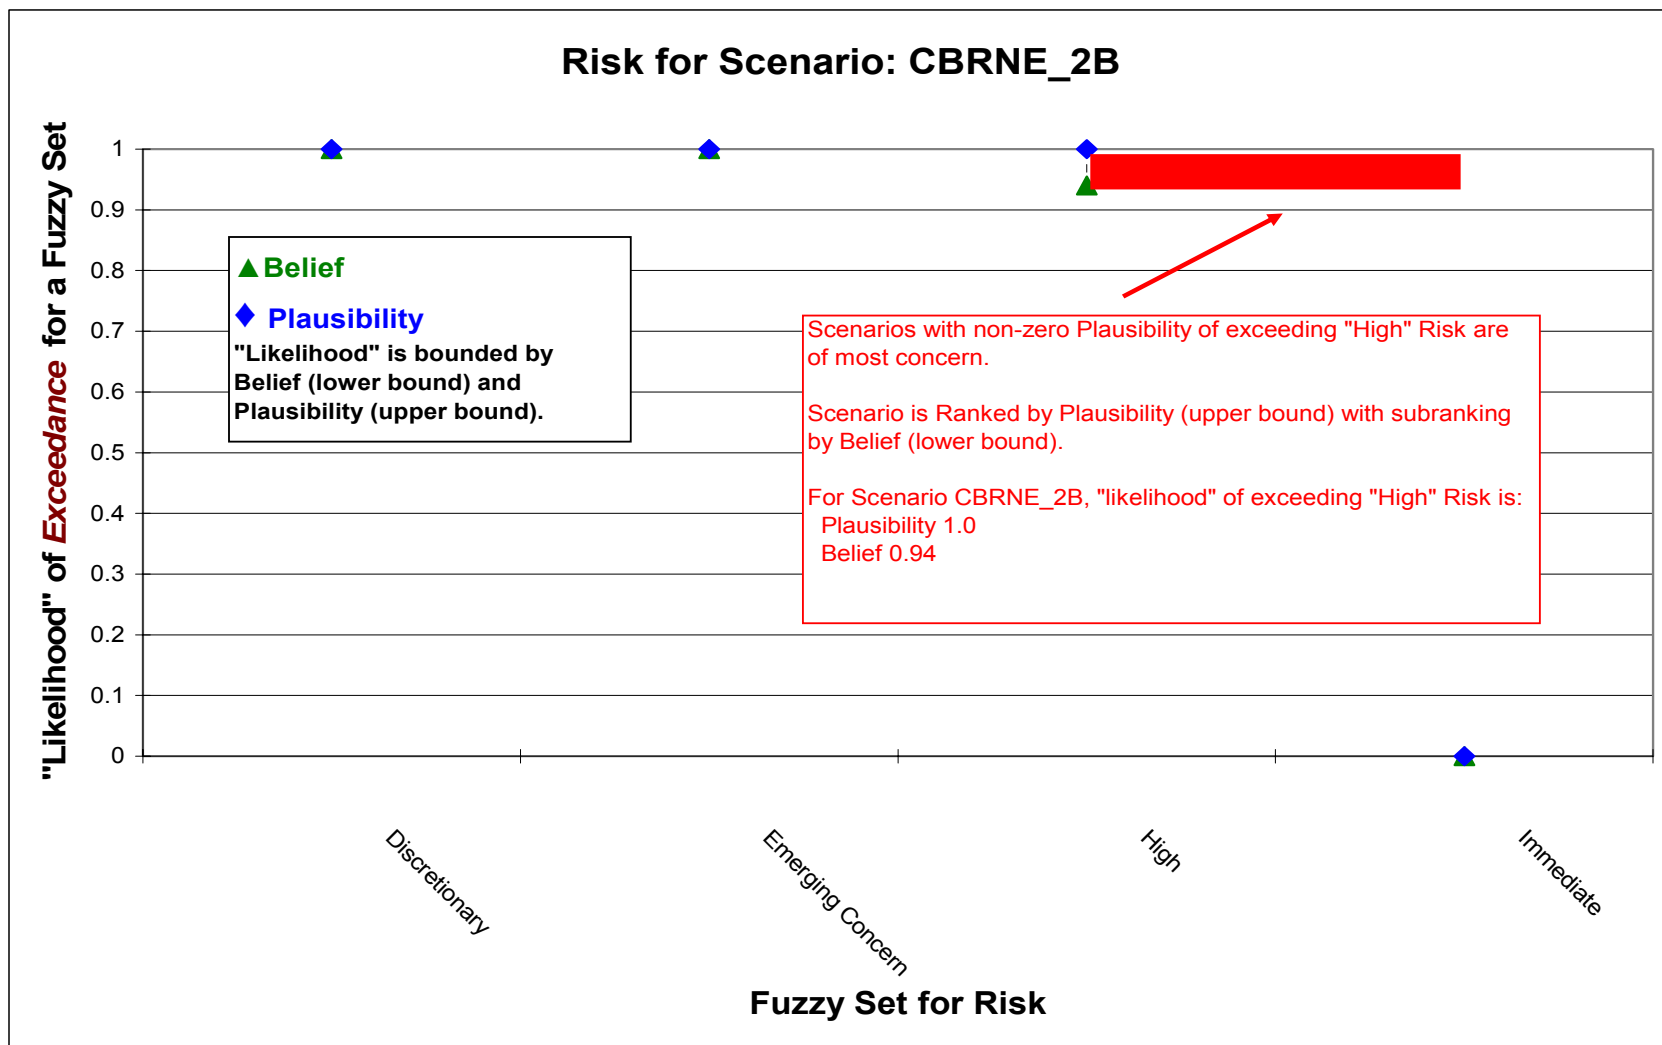 Risk for Scenario: CBRNE_2B
"Likelihood" of Exceedance for a Fuzzy Set
1
0.9
0.8
0.7
0.6
0.5
0.4
0.3
0.2
0.1
0
Belief
Plausibility
"Likelihood" is bounded by
Belief (lower bound) and
Plausibility (upper bound).
Scenarios with non-zero Plausibility of exceeding "High" Risk are
of most concern.
Scenario is Ranked by Plausibility (upper bound) with subranking
by Belief (lower bound).
For Scenario CBRNE_2B, "likelihood" of exceeding "High" Risk is:
Plausibility 1.0
Belief 0.94
Discretionary
Emerging Concern
High
Immediate
Fuzzy Set for Risk